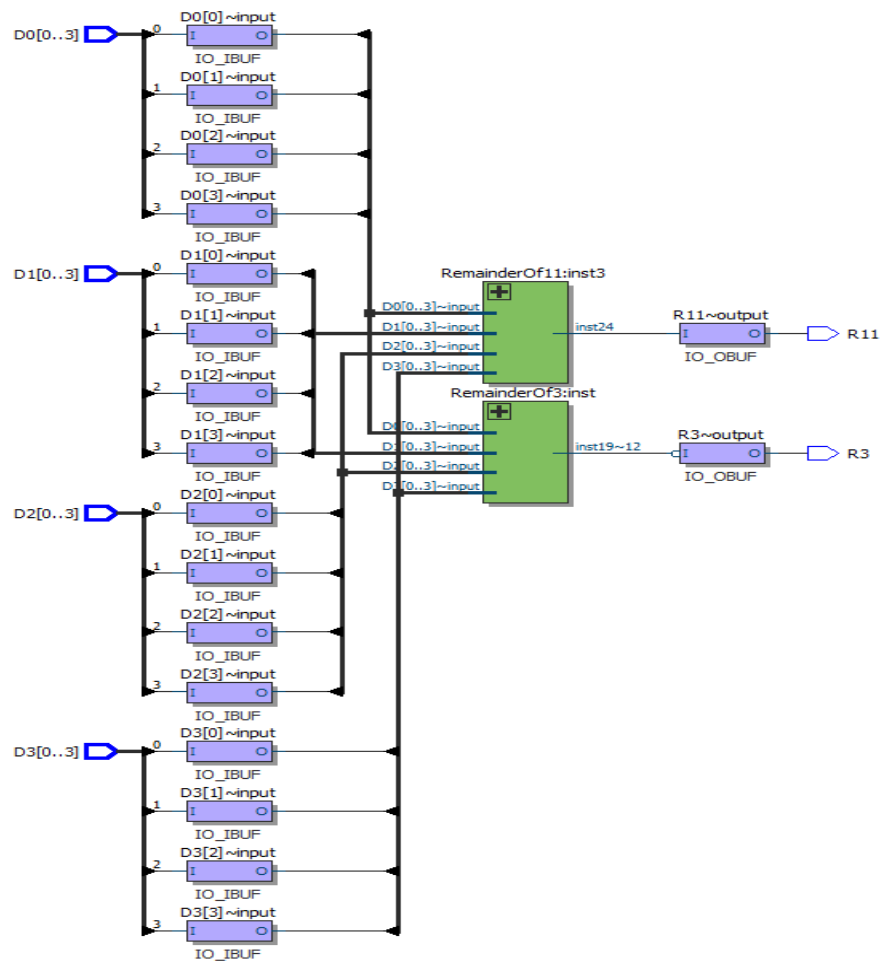 D0[0..3]
0
D0[0]~input
I O
IO_IBUF
1
D0[1]~input
I O
IO_IBUF
2
D0[2]~input
I O
IO_IBUF
3
D0[3]~input
I O
IO_IBUF
D1[0..3]
0
D1[0]~input
I O
IO_IBUF
1
D1[1]~input
I O
IO_IBUF
2
D1[2]~input
I O
IO_IBUF
3
D1[3]~input
I O
IO_IBUF
D2[0..3]
0
D2[0]~input
I O
IO_IBUF
1
D2[1]~input
I O
IO_IBUF
2
D2[2]~input
I O
IO_IBUF
3
D2[3]~input
I O
IO_IBUF
D3[0..3]
0
D3[0]~input
I O
IO_IBUF
1
D3[1]~input
I O
IO_IBUF
2
D3[2]~input
I O
IO_IBUF
3
D3[3]~input
I O
IO_IBUF
RemainderOf11:inst3
D0[0..3]~input
D1[0..3]~input
D2[0..3]~input
D3[0..3]~input
inst24
R11~output
I O
IO_OBUF
R11
RemainderOf3:inst
D0[0..3]~input
D1[0..3]~input
D2[0..3]~input
D3[0..3]~input
inst19~12
R3~output
I O
IO_OBUF
R3